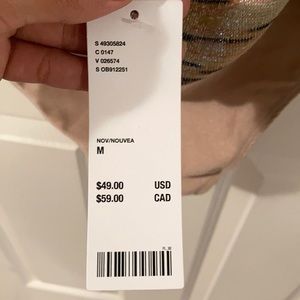 S 49305824
C 0147
V 026574
S OB912251
NOV/NOUVEA
M
$49.00 USD
$59.00 CAD